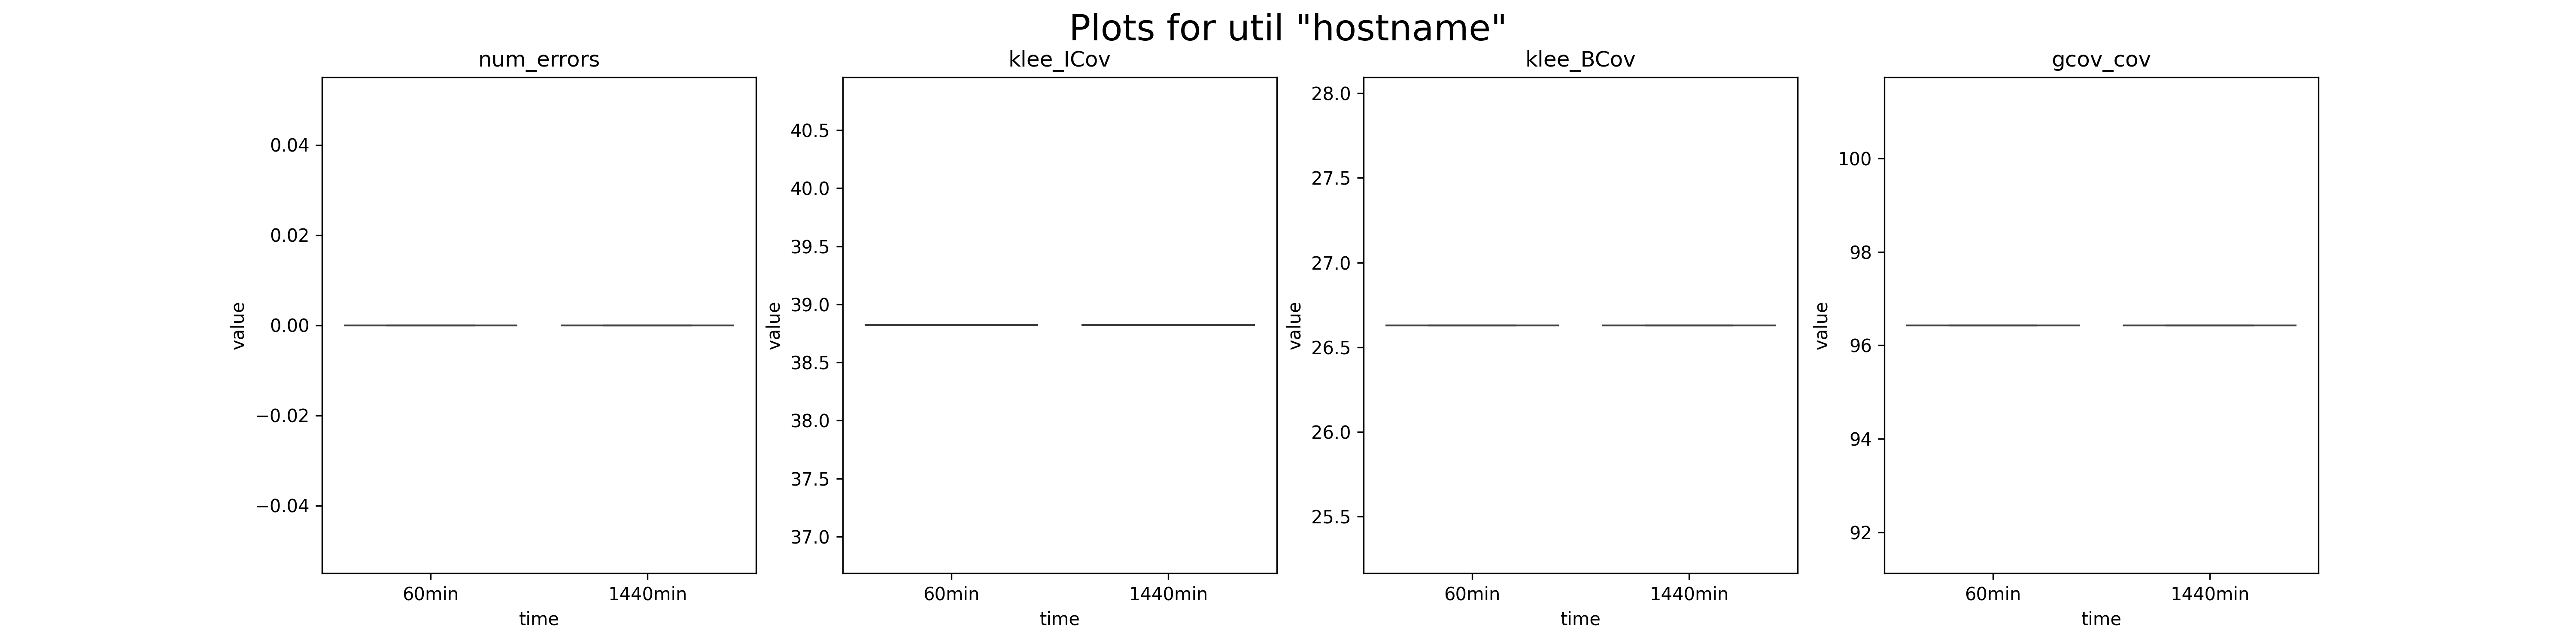 Plots for util "hostname"
num_errors
klee_ICov
klee_BCov
gcov_cov
value
0.04
0.02
0.00
−0.02
−0.04
60min
1440min
time
value
40.5
40.0
39.5
39.0
38.5
38.0
37.5
37.0
60min
1440min
time
value
28.0
27.5
27.0
26.5
26.0
25.5
60min
1440min
time
value
100
98
96
94
92
60min
1440min
time